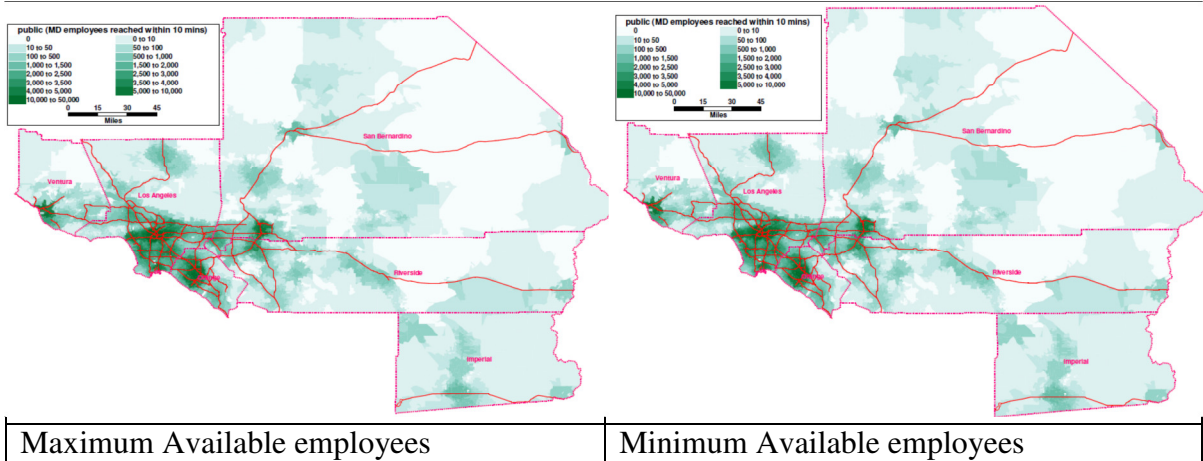 public (MD employees reached within 10 mins)
0 0 to 10
10 to 50 50 to 100
100 to 500 500 to 1,000
1,000 to 1,500 1,500 to 2,000
2,000 to 2,500 2,500 to 3,000
3,000 to 3,500 3,500 to 4,000
4,000 to 5,000 5,000 to 10,000
10,000 to 50,000
0 15 30 45
Miles
San Bernardino
Ventura
Los Angeles
Riverside
Imperial
public (MD employees reached within 10 mins)
0 0 to 10
10 to 50 50 to 100
100 to 500 500 to 1,000
1,000 to 1,500 1,500 to 2,000
2,000 to 2,500 2,500 to 3,000
3,000 to 3,500 3,500 to 4,000
4,000 to 5,000 5,000 to 10,000
10,000 to 50,000
0 15 30 45
Miles
San Bernardino
Ventura
Los Angeles
Riverside
Imperial
Maximum Available employees
Minimum Available employees